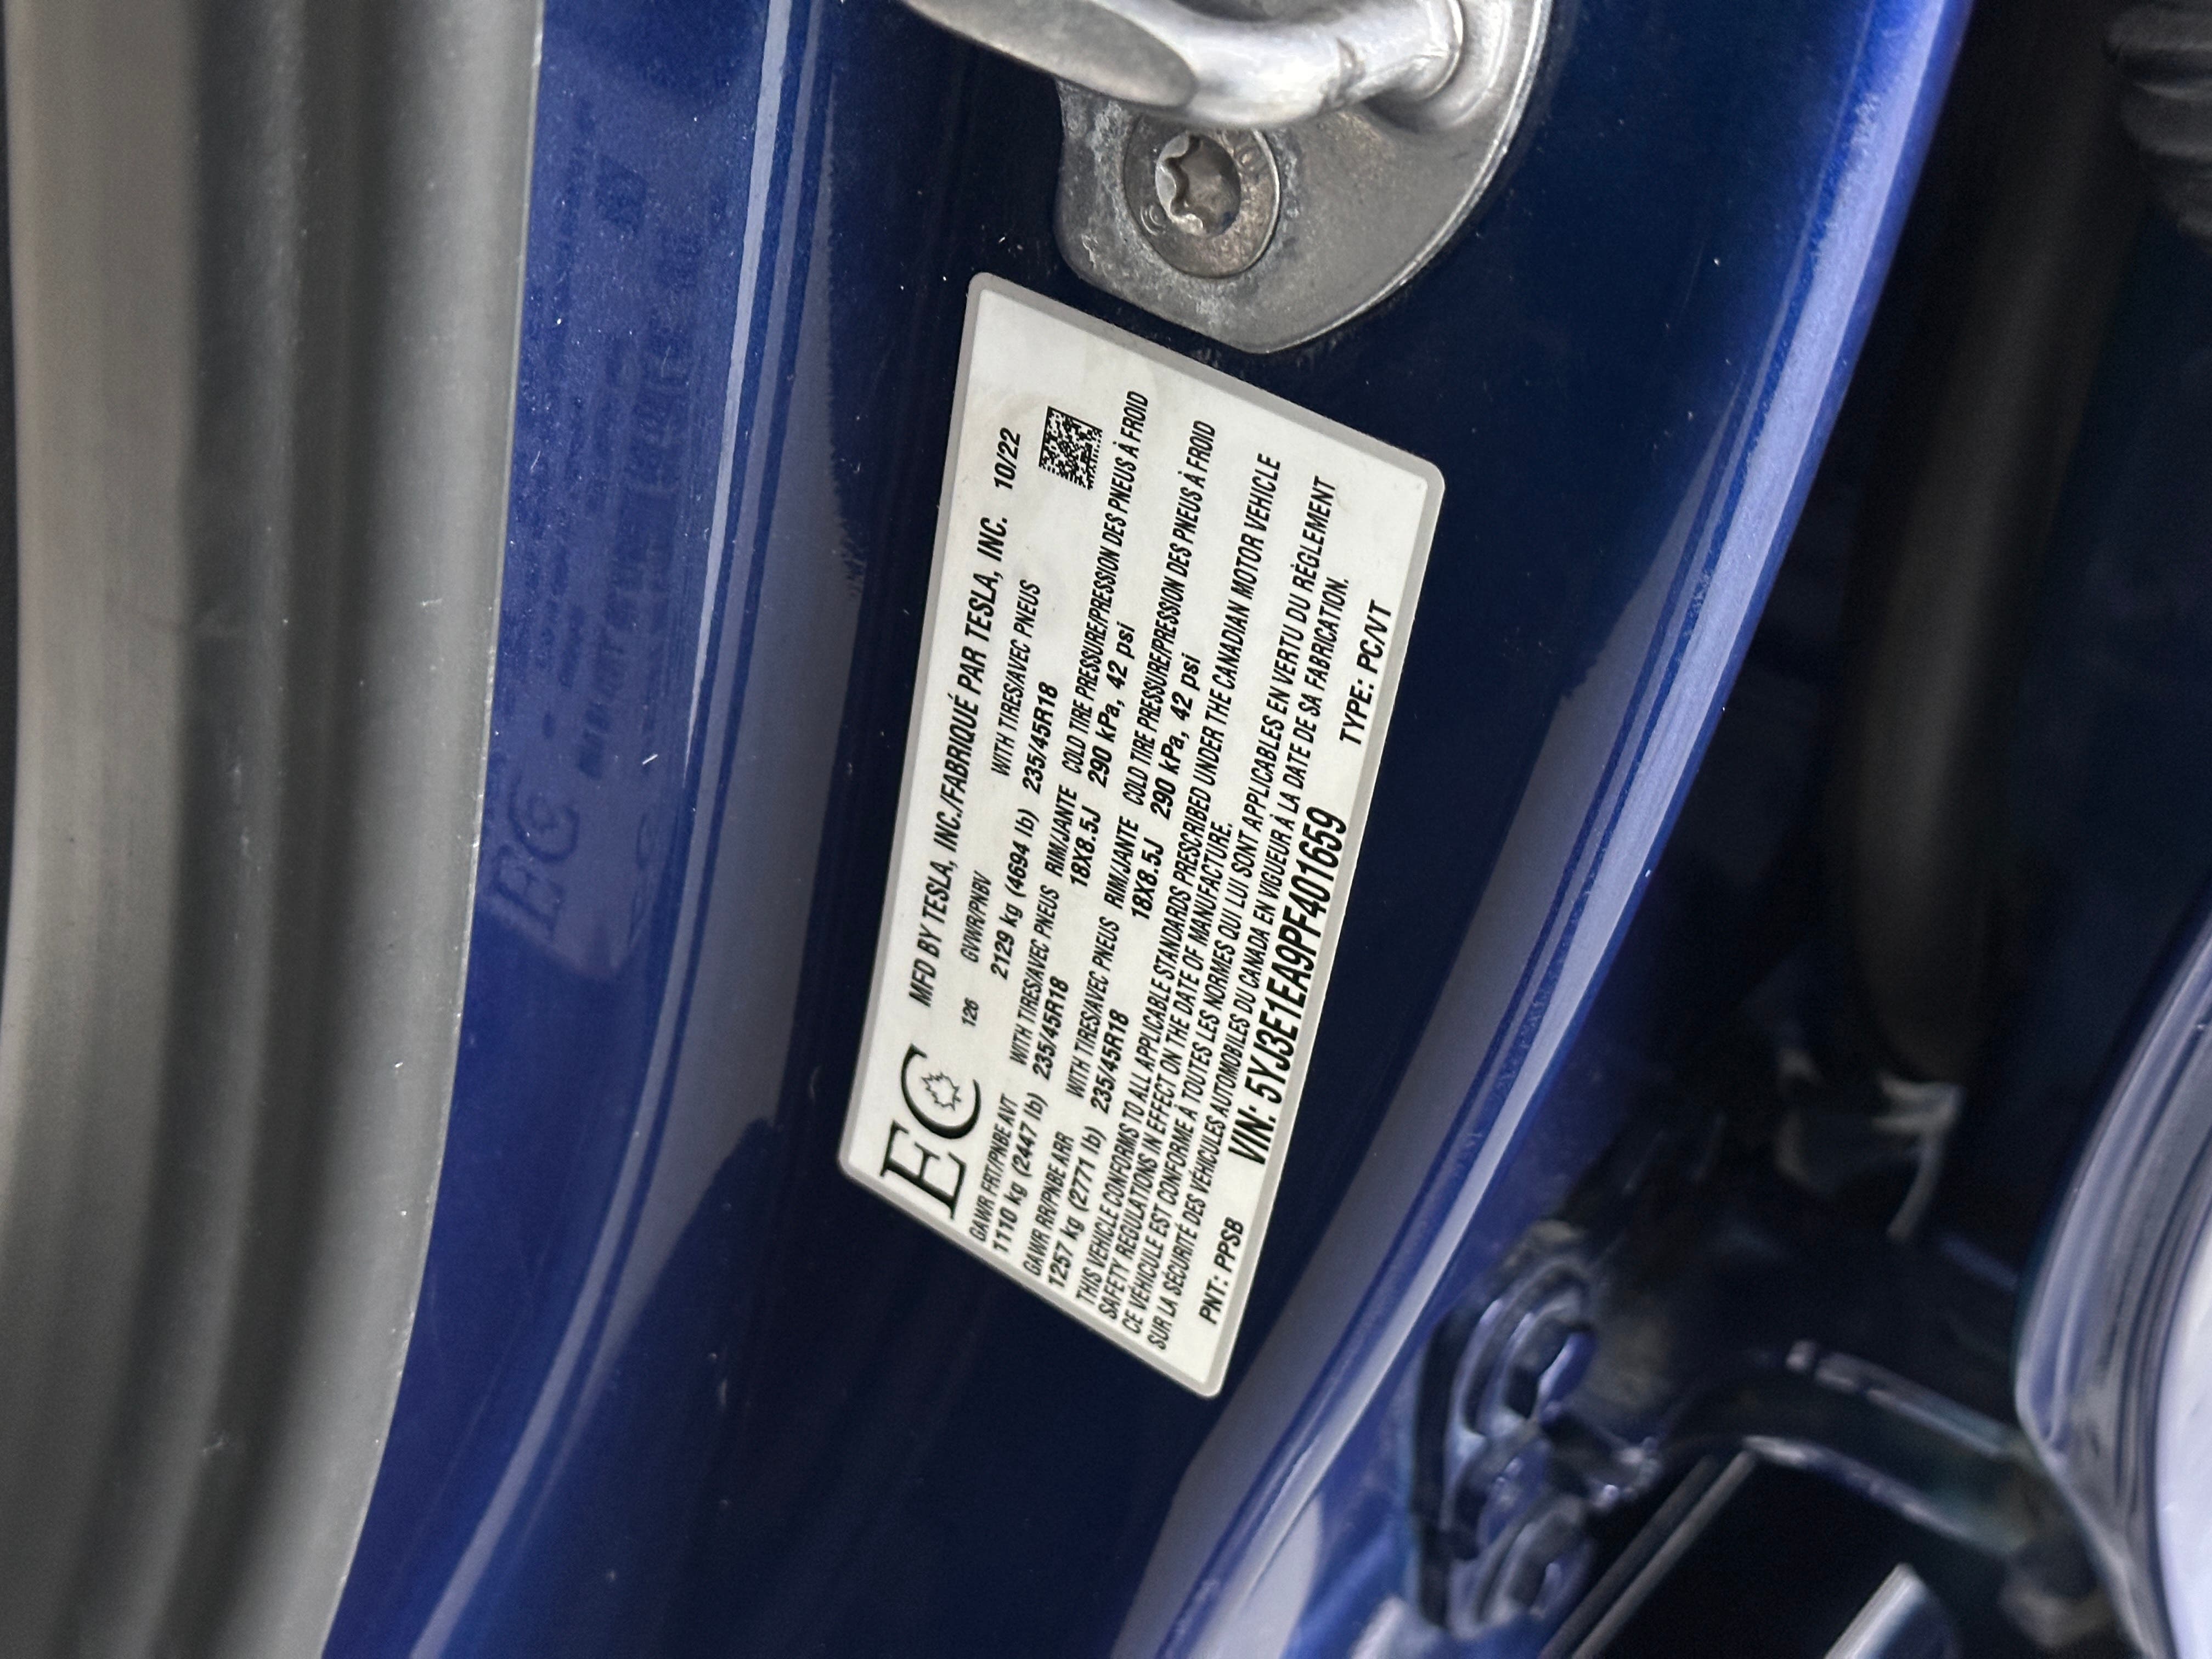 EC MFD BY TESLA, INC./FABRIQUÉ PAR TESLA, INC. 10/22
126 GVWR/PNBV WITH TIRES/AVEC PNEUS
2129 kg (4694 lb) 235/45R18
GAWR FRT/PNBE AVT WITH TIRES/AVEC PNEUS RIM/JANTE COLD TIRE PRESSURE/PRESSION DES PNEUS À FROID
1110 kg (2447 lb) 235/45R18 18X8.5J 290 kPa, 42 psi
GAWR RR/PNBE ARR WITH TIRES/AVEC PNEUS RIM/JANTE COLD TIRE PRESSURE/PRESSION DES PNEUS À FROID
1257 kg (2771 lb) 235/45R18 18X8.5J 290 kPa, 42 psi
THIS VEHICLE CONFORMS TO ALL APPLICABLE STANDARDS PRESCRIBED UNDER THE CANADIAN MOTOR VEHICLE
SAFETY REGULATIONS IN EFFECT ON THE DATE OF MANUFACTURE.
CE VÉHICULE EST CONFORME À TOUTES LES NORMES QUI LUI SONT APPLICABLES EN VERTU DU RÈGLEMENT
SUR LA SÉCURITÉ DES VÉHICULES AUTOMOBILES DU CANADA EN VIGUEUR À LA DATE DE SA FABRICATION.
PNT: PPSB VIN: 5YJ3E1EA9PF401659 TYPE: PC/VT